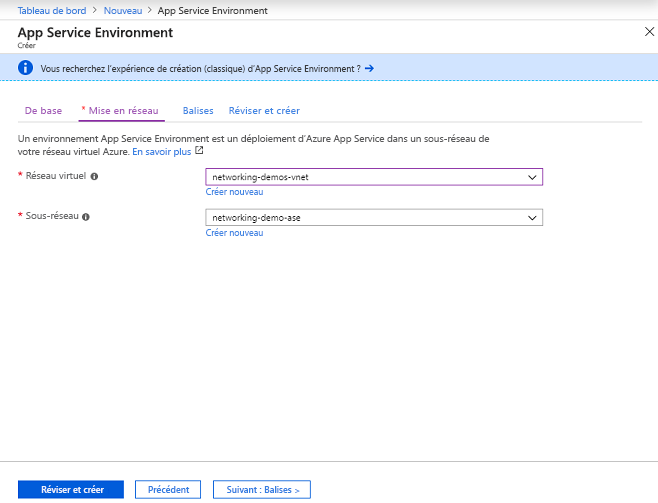 Tableau de bord > Nouveau > App Service Environment
App Service Environment
Créer
Vous recherchez l'expérience de création (classique) d'App Service Environment ? →
De base * Mise en réseau Balises Réviser et créer
Un environnement App Service Environment est un déploiement d'Azure App Service dans un sous-réseau de
votre réseau virtuel Azure. En savoir plus
* Réseau virtuel networking-demos-vnet
Créer nouveau
* Sous-réseau networking-demo-ase
Créer nouveau
Réviser et créer Précédent Suivant : Balises >